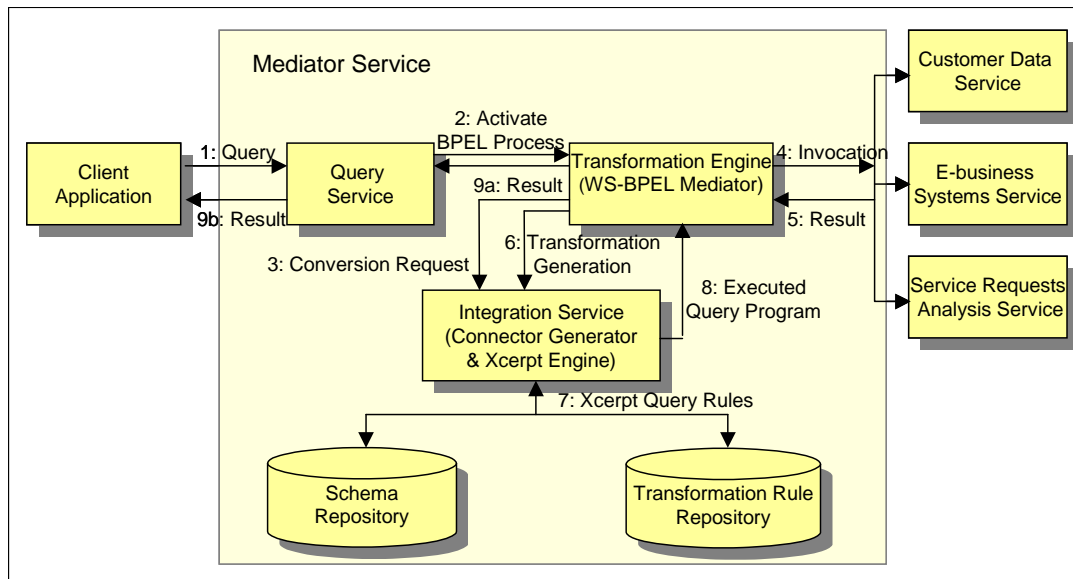 Mediator Service
Customer Data
Service
2: Activate
BPEL Process
1: Query
Client
Application
Query
Service
Transformation Engine
(WS-BPEL Mediator)
4: Invocation
E-business
Systems Service
9a: Result
9b: Result
5: Result
6: Transformation
Generation
3: Conversion Request
8: Executed
Query Program
Service Requests
Analysis Service
Integration Service
(Connector Generator
& Xcerpt Engine)
7: Xcerpt Query Rules
Schema
Repository
Transformation Rule
Repository